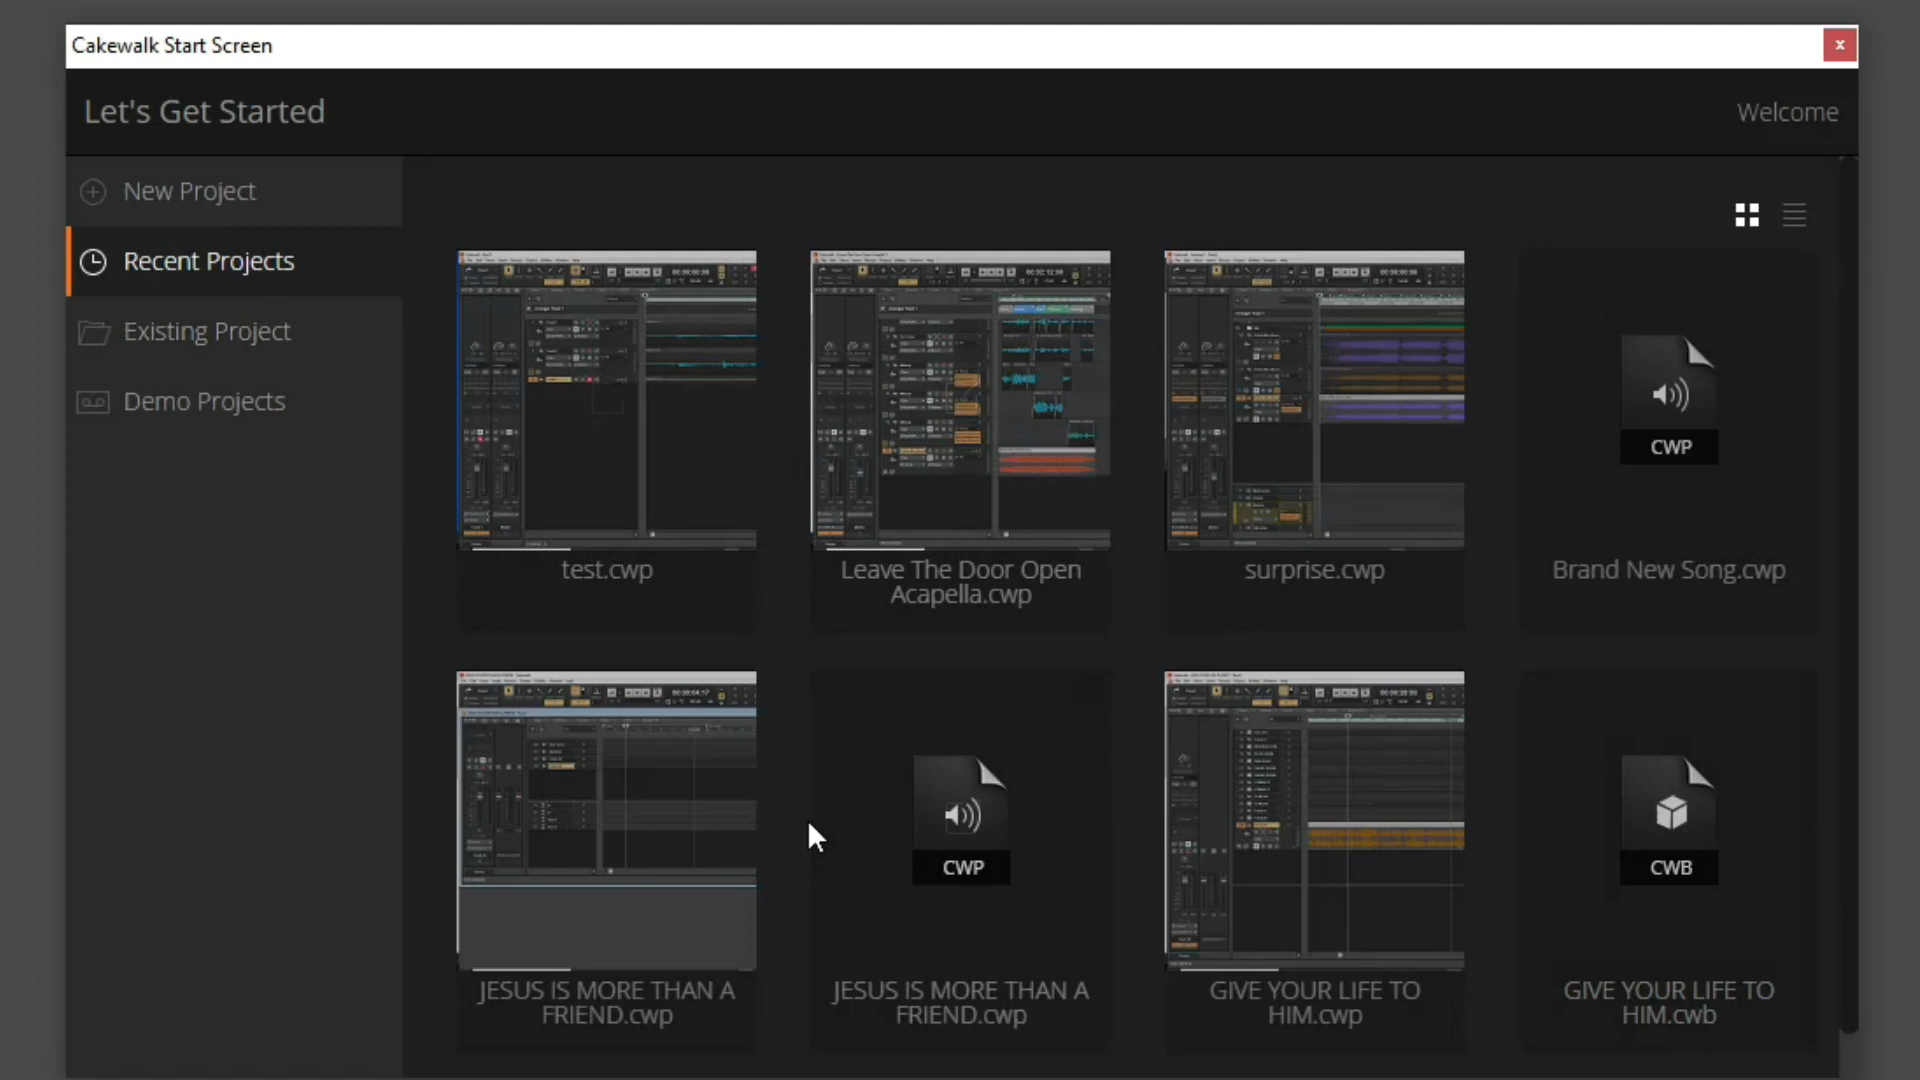 Cakewalk Start Screen
x
Let's Get Started
Welcome
New Project
Recent Projects
Existing Project
Demo Projects
test.cwp
Leave The Door Open
Acapella.cwp
surprise.cwp
CWP
Brand New Song.cwp
JESUS IS MORE THAN A
FRIEND.cwp
CWP
JESUS IS MORE THAN A
FRIEND.cwp
GIVE YOUR LIFE TO
HIM.cwp
CWB
GIVE YOUR LIFE TO
HIM.cwb